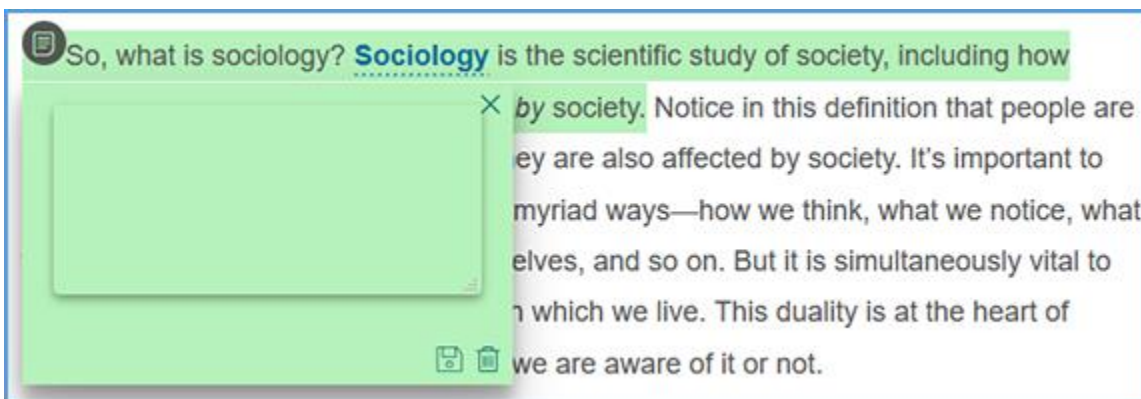 So, what is sociology? Sociology is the scientific study of society, including how
by society. Notice in this definition that people are
are also affected by society. It’s important to
myriad ways—how we think, what we notice, what
and so on. But it is simultaneously vital to
which we live. This duality is at the heart of
we are aware of it or not.